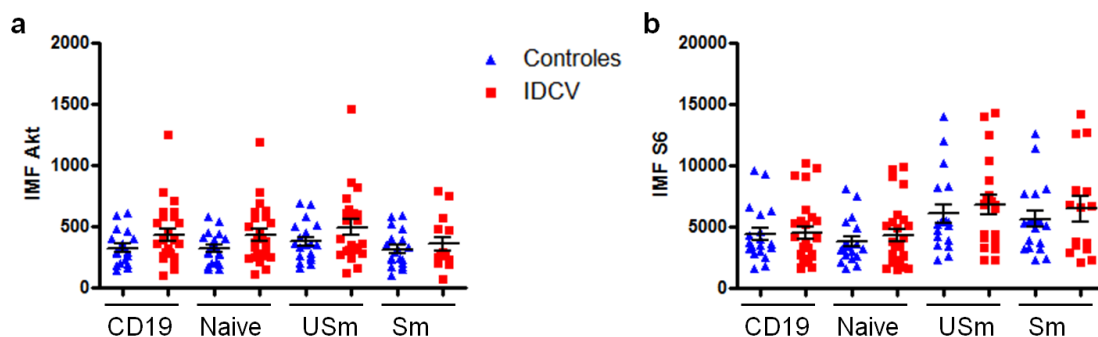 a
IMF Akt
2000
1500
1000
500
0
CD19 Naive USm Sm
Controles
IDCV
b
IMF S6
20000
15000
10000
5000
0
CD19 Naive USm Sm